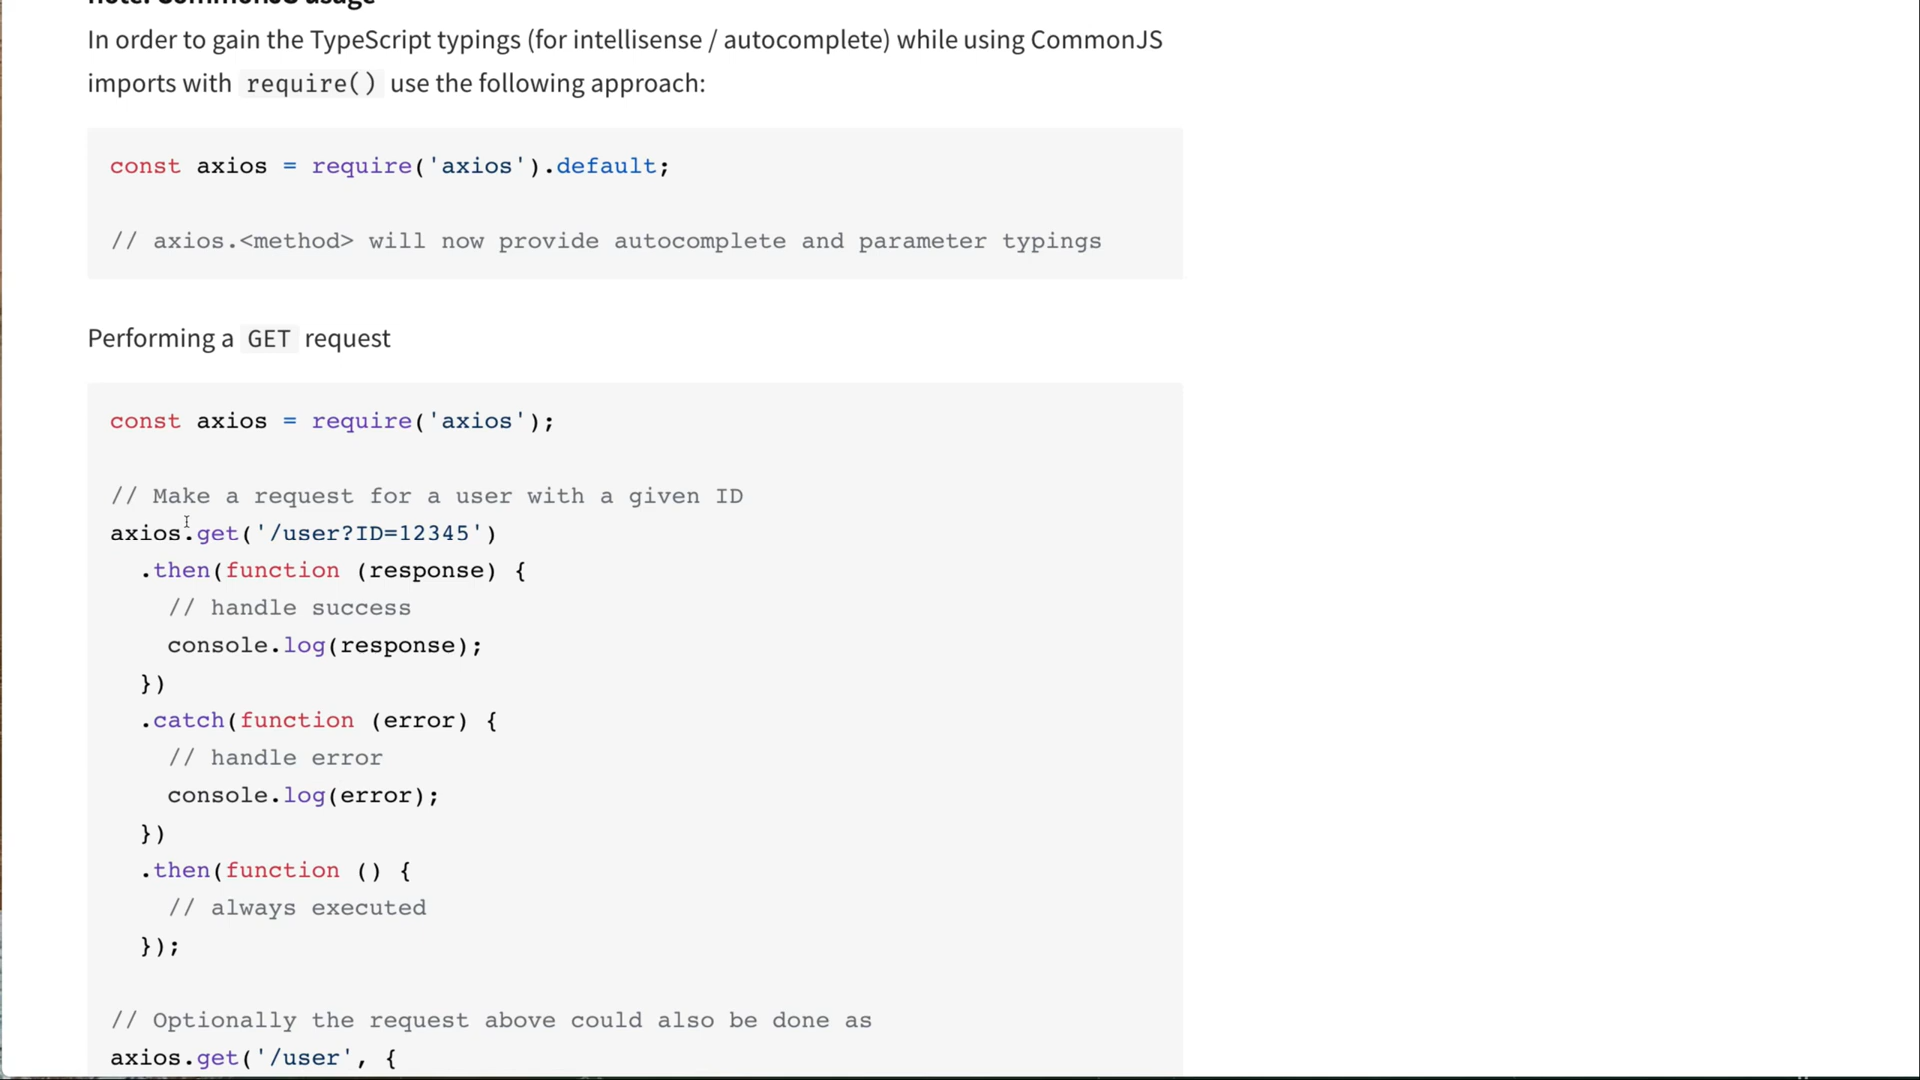 note: CommonJS usage
In order to gain the TypeScript typings (for intellisense / autocomplete) while using CommonJS
imports with require() use the following approach:
const axios = require('axios').default;
// axios.<method> will now provide autocomplete and parameter typings
Performing a GET request
const axios = require('axios');
// Make a request for a user with a given ID
axios.get('/user?ID=12345')
  .then(function (response) {
    // handle success
    console.log(response);
  })
  .catch(function (error) {
    // handle error
    console.log(error);
  })
  .then(function () {
    // always executed
  });
// Optionally the request above could also be done as
axios.get('/user', {